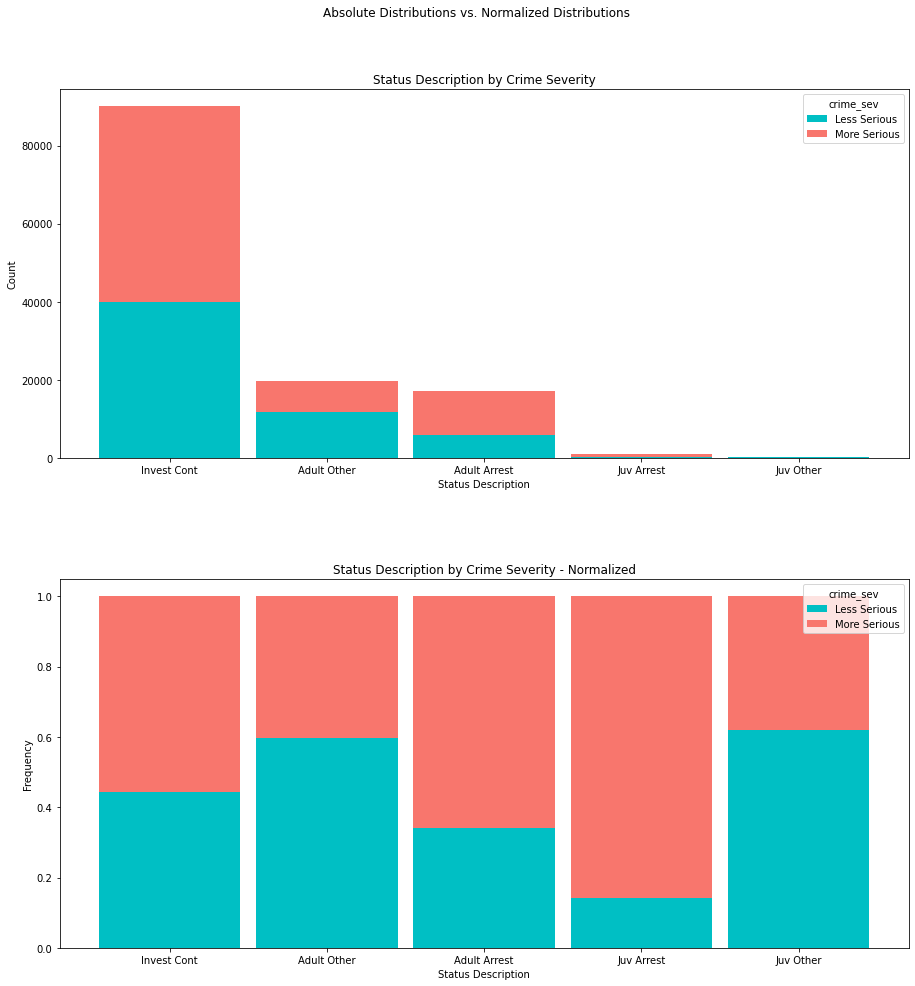 Absolute Distributions vs. Normalized Distributions
Status Description by Crime Severity
crime_sev
Less Serious
More Serious
80000
60000
40000
20000
0
Count
Invest Cont
Adult Other
Adult Arrest
Juv Arrest
Juv Other
Status Description
Status Description by Crime Severity - Normalized
crime_sev
Less Serious
More Serious
1.0
0.8
0.6
0.4
0.2
0.0
Frequency
Invest Cont
Adult Other
Adult Arrest
Juv Arrest
Juv Other
Status Description